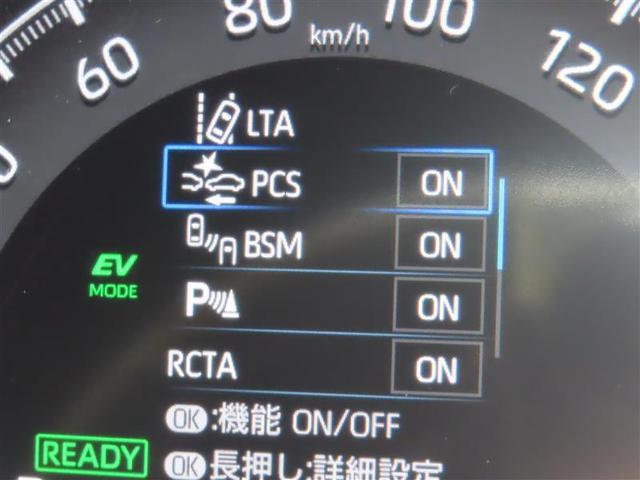 60
80
100
120
km/h
LTA
PCS ON
BSM ON
EV
MODE
P ON
RCTA ON
OK:機能 ON/OFF
READY
OK長押し:詳細設定